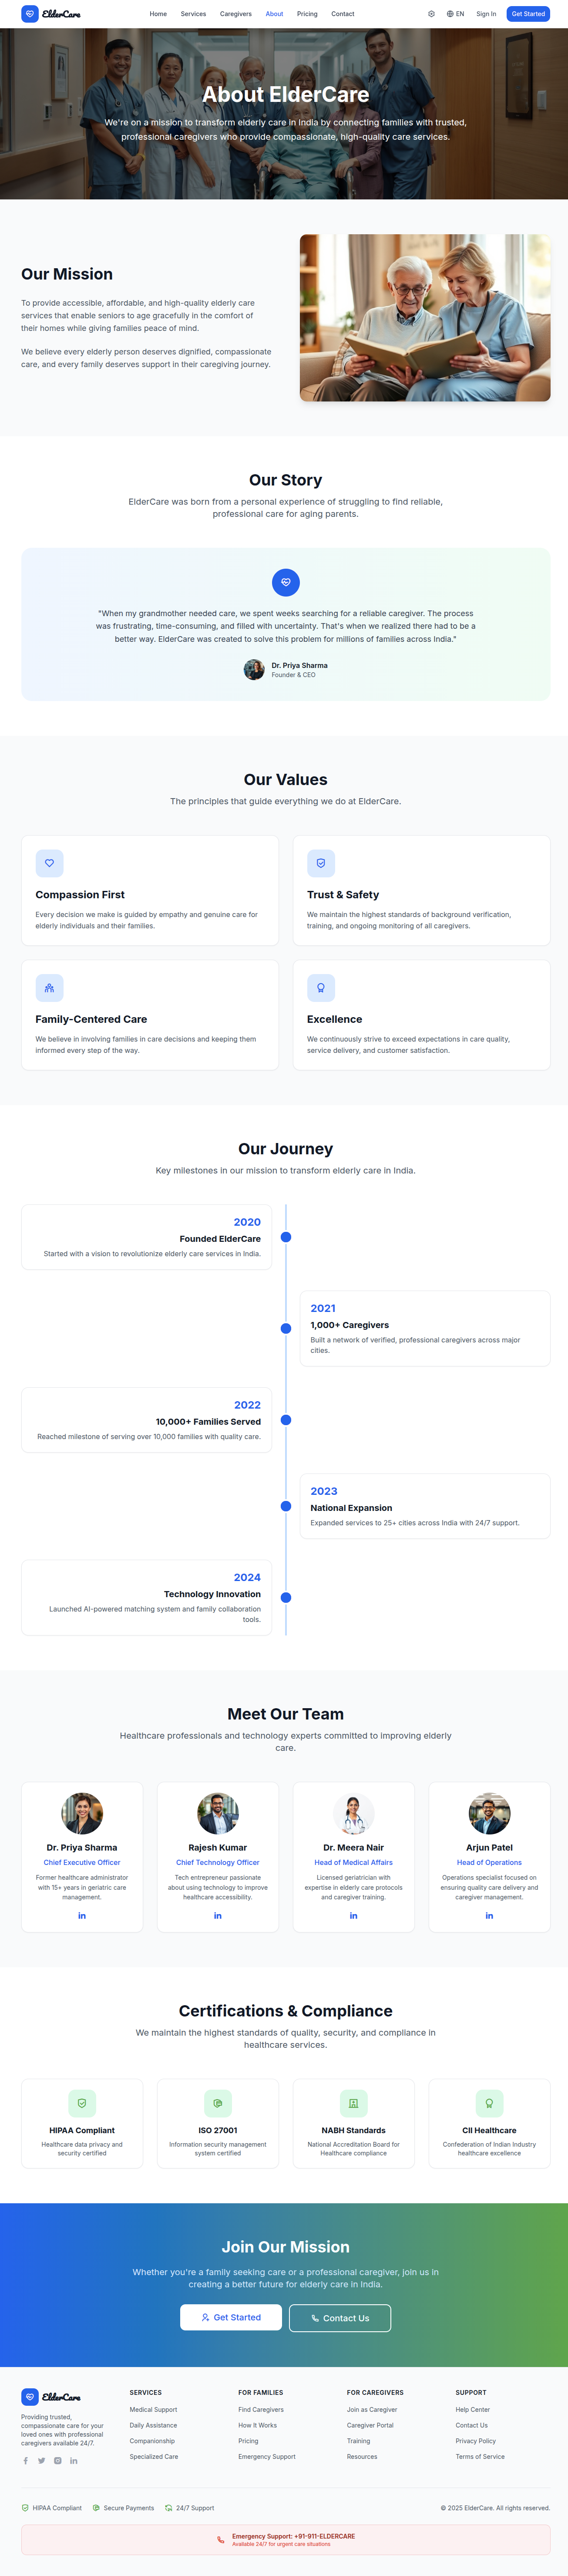 ElderCare
Home Services Caregivers About Pricing Contact
EN Sign In Get Started
About ElderCare
We're on a mission to transform elderly care in India by connecting families with trusted,
professional caregivers who provide compassionate, high-quality care services.
Our Mission
To provide accessible, affordable, and high-quality elderly care
services that enable seniors to age gracefully in the comfort of
their homes while giving families peace of mind.
We believe every elderly person deserves dignified, compassionate
care, and every family deserves support in their caregiving journey.
Our Story
ElderCare was born from a personal experience of struggling to find reliable,
professional care for aging parents.
"When my grandmother needed care, we spent weeks searching for a reliable caregiver. The process
was frustrating, time-consuming, and filled with uncertainty. That's when we realized there had to be a
better way. ElderCare was created to solve this problem for millions of families across India."
Dr. Priya Sharma
Founder & CEO
Our Values
The principles that guide everything we do at ElderCare.
Compassion First
Every decision we make is guided by empathy and genuine care for
elderly individuals and their families.
Trust & Safety
We maintain the highest standards of background verification,
training, and ongoing monitoring of all caregivers.
Family-Centered Care
We believe in involving families in care decisions and keeping them
informed every step of the way.
Excellence
We continuously strive to exceed expectations in care quality,
service delivery, and customer satisfaction.
Our Journey
Key milestones in our mission to transform elderly care in India.
2020
Founded ElderCare
Started with a vision to revolutionize elderly care services in India.
2021
1,000+ Caregivers
Built a network of verified, professional caregivers across major
cities.
2022
10,000+ Families Served
Reached milestone of serving over 10,000 families with quality care.
2023
National Expansion
Expanded services to 25+ cities across India with 24/7 support.
2024
Technology Innovation
Launched AI-powered matching system and family collaboration
tools.
Meet Our Team
Healthcare professionals and technology experts committed to improving elderly
care.
Dr. Priya Sharma
Chief Executive Officer
Former healthcare administrator
with 15+ years in geriatric care
management.
Rajesh Kumar
Chief Technology Officer
Tech entrepreneur passionate
about using technology to improve
healthcare accessibility.
Dr. Meera Nair
Head of Medical Affairs
Licensed geriatrician with
expertise in elderly care protocols
and caregiver training.
Arjun Patel
Head of Operations
Operations specialist focused on
ensuring quality care delivery and
caregiver management.
Certifications & Compliance
We maintain the highest standards of quality, security, and compliance in
healthcare services.
HIPAA Compliant
Healthcare data privacy and
security certified
ISO 27001
Information security management
system certified
NABH Standards
National Accreditation Board for
Healthcare compliance
CII Healthcare
Confederation of Indian Industry
healthcare excellence
Join Our Mission
Whether you're a family seeking care or a professional caregiver, join us in
creating a better future for elderly care in India.
Get Started
Contact Us
ElderCare
Providing trusted,
compassionate care for your
loved ones with professional
caregivers available 24/7.
SERVICES
Medical Support
Daily Assistance
Companionship
Specialized Care
FOR FAMILIES
Find Caregivers
How It Works
Pricing
Emergency Support
FOR CAREGIVERS
Join as Caregiver
Caregiver Portal
Training
Resources
SUPPORT
Help Center
Contact Us
Privacy Policy
Terms of Service
HIPAA Compliant Secure Payments 24/7 Support
© 2025 ElderCare. All rights reserved.
Emergency Support: +91-911-ELDERCARE
Available 24/7 for urgent care situations